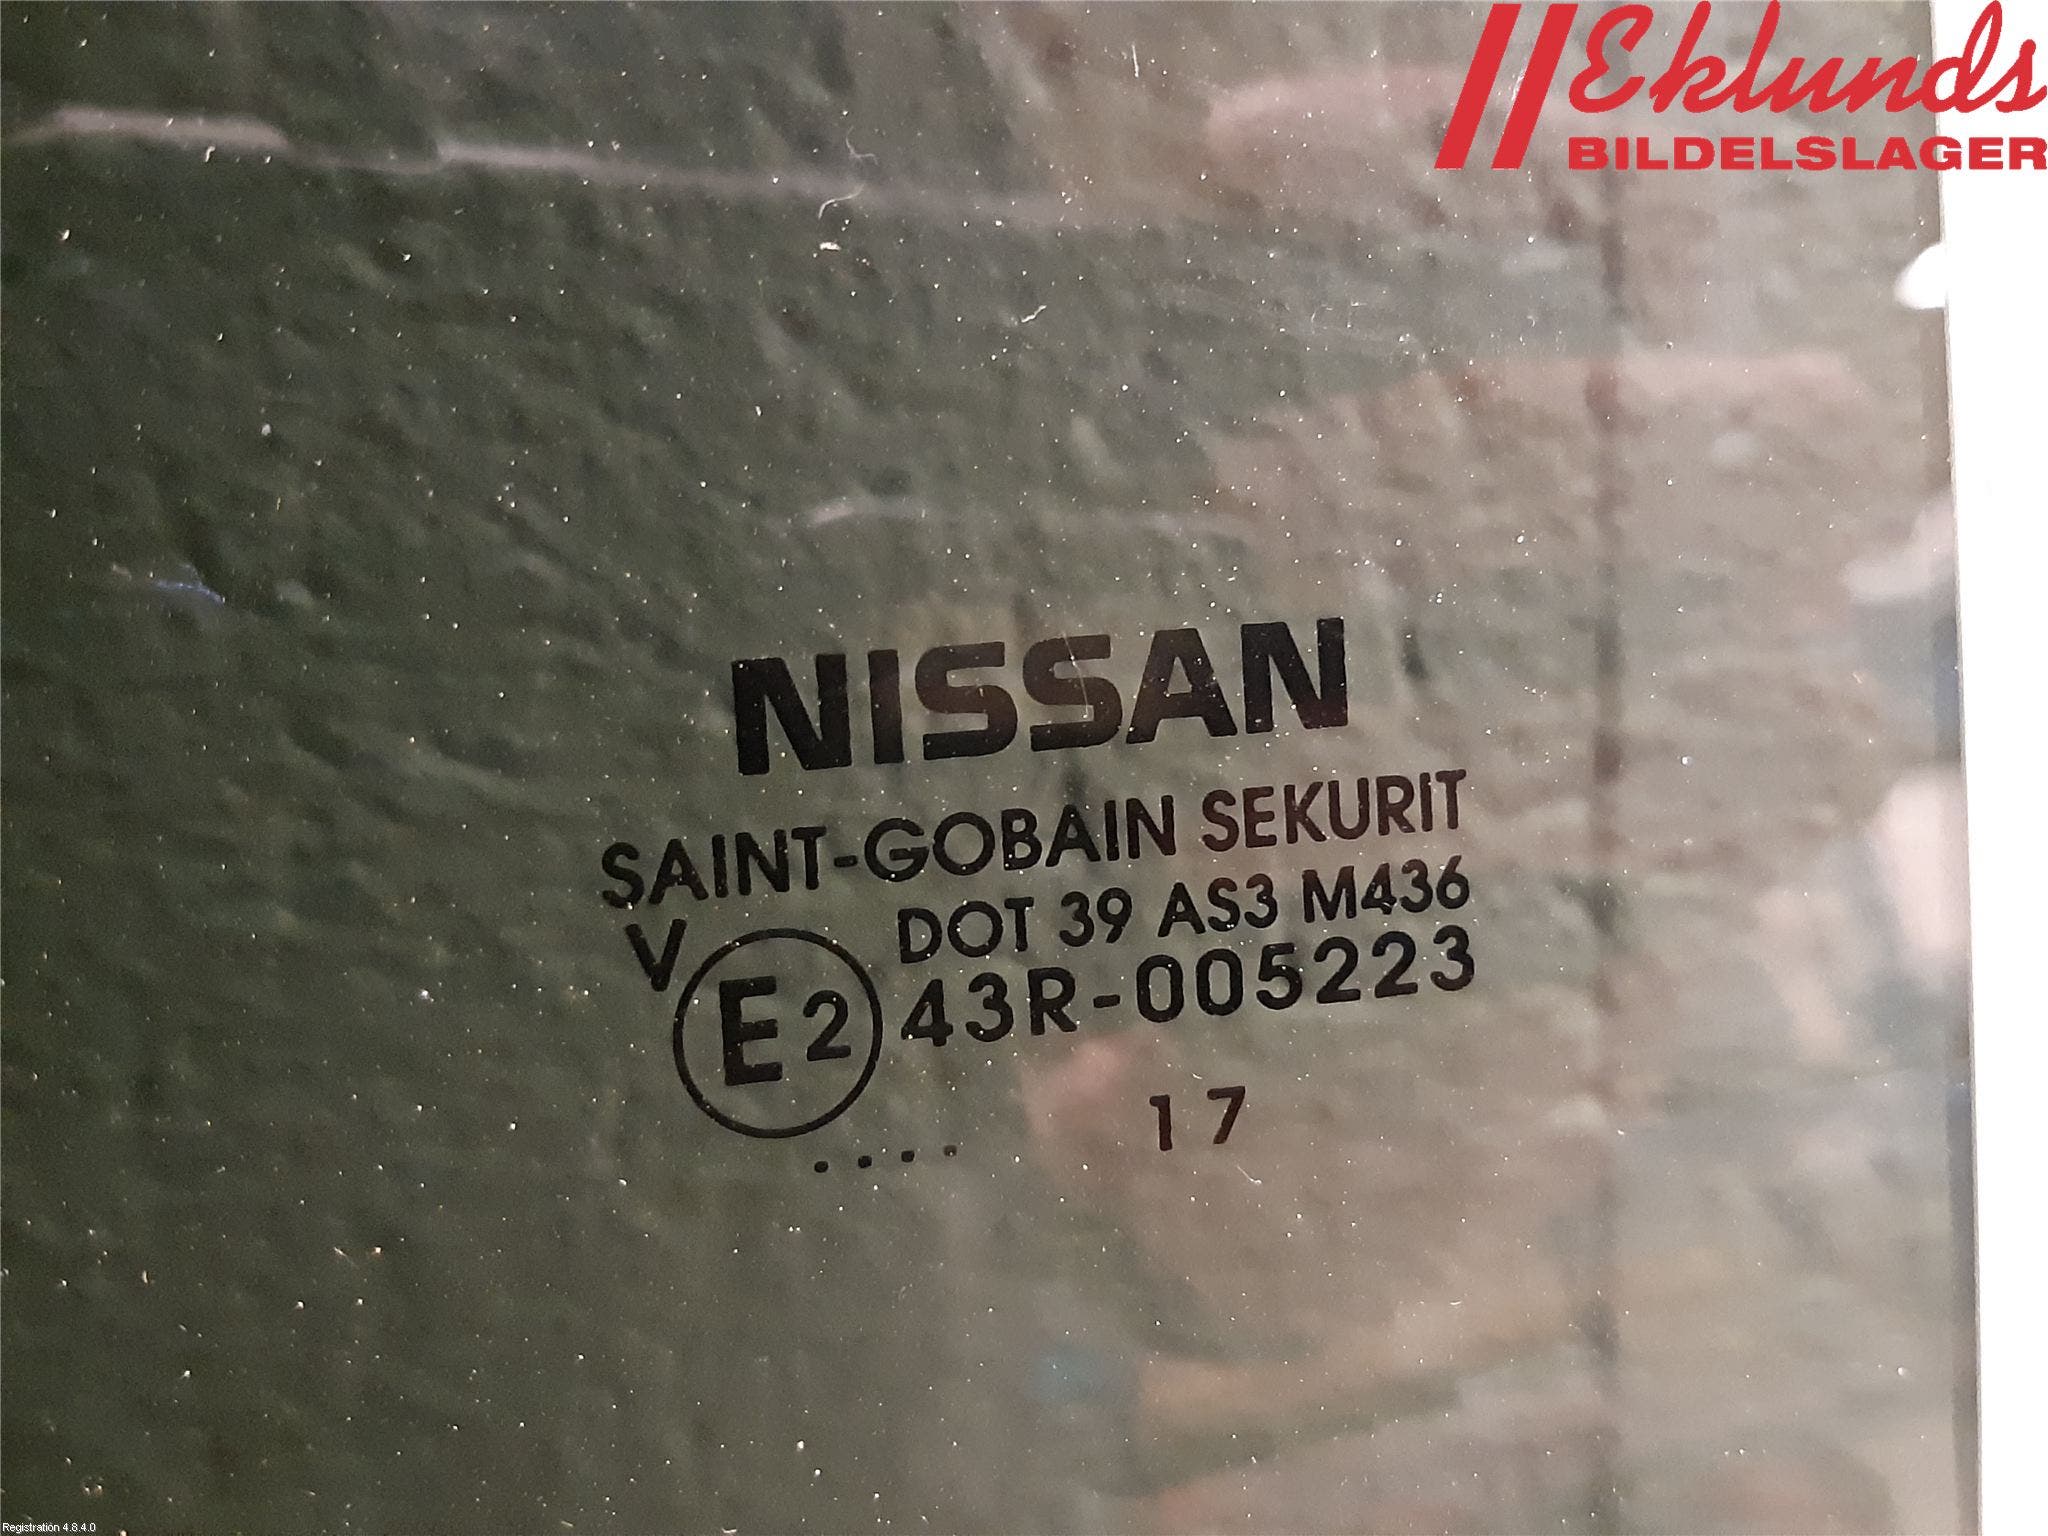 Eklunds
BILDELSLAGER
NISSAN
SAINT-GOBAIN SEKURIT
DOT 39 AS3 M436
V
E2 43R-005223
.... 17
Registration 4.8.4.0